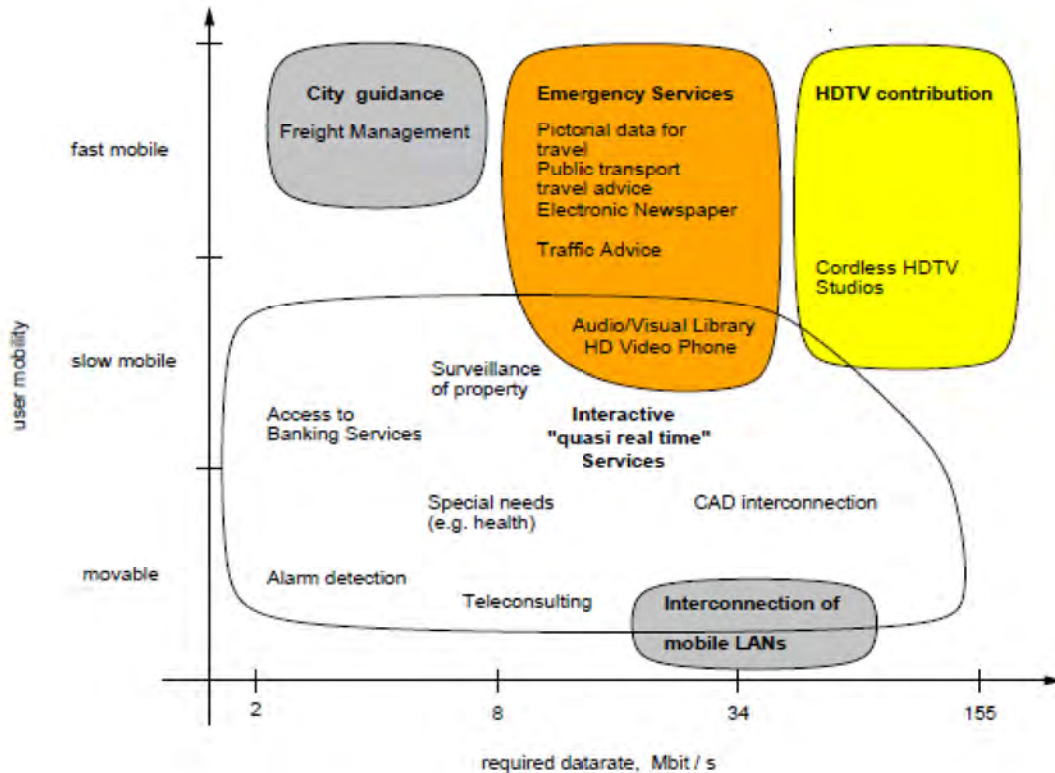 City guidance
Freight Management
Emergency Services
Pictorial data for
travel
Public transport
travel advice
Electronic Newspaper
Traffic Advice
HDTV contribution
Cordless HDTV
Studios
fast mobile
Audio/Visual Library
HD Video Phone
slow mobile
user mobility
Surveillance
of property
Access to
Banking Services
Interactive
"quasi real time"
Services
Special needs
(e.g. health)
CAD interconnection
movable
Alarm detection
Teleconsulting
Interconnection of
mobile LANs
2
8
34
155
required datarate, Mbit / s